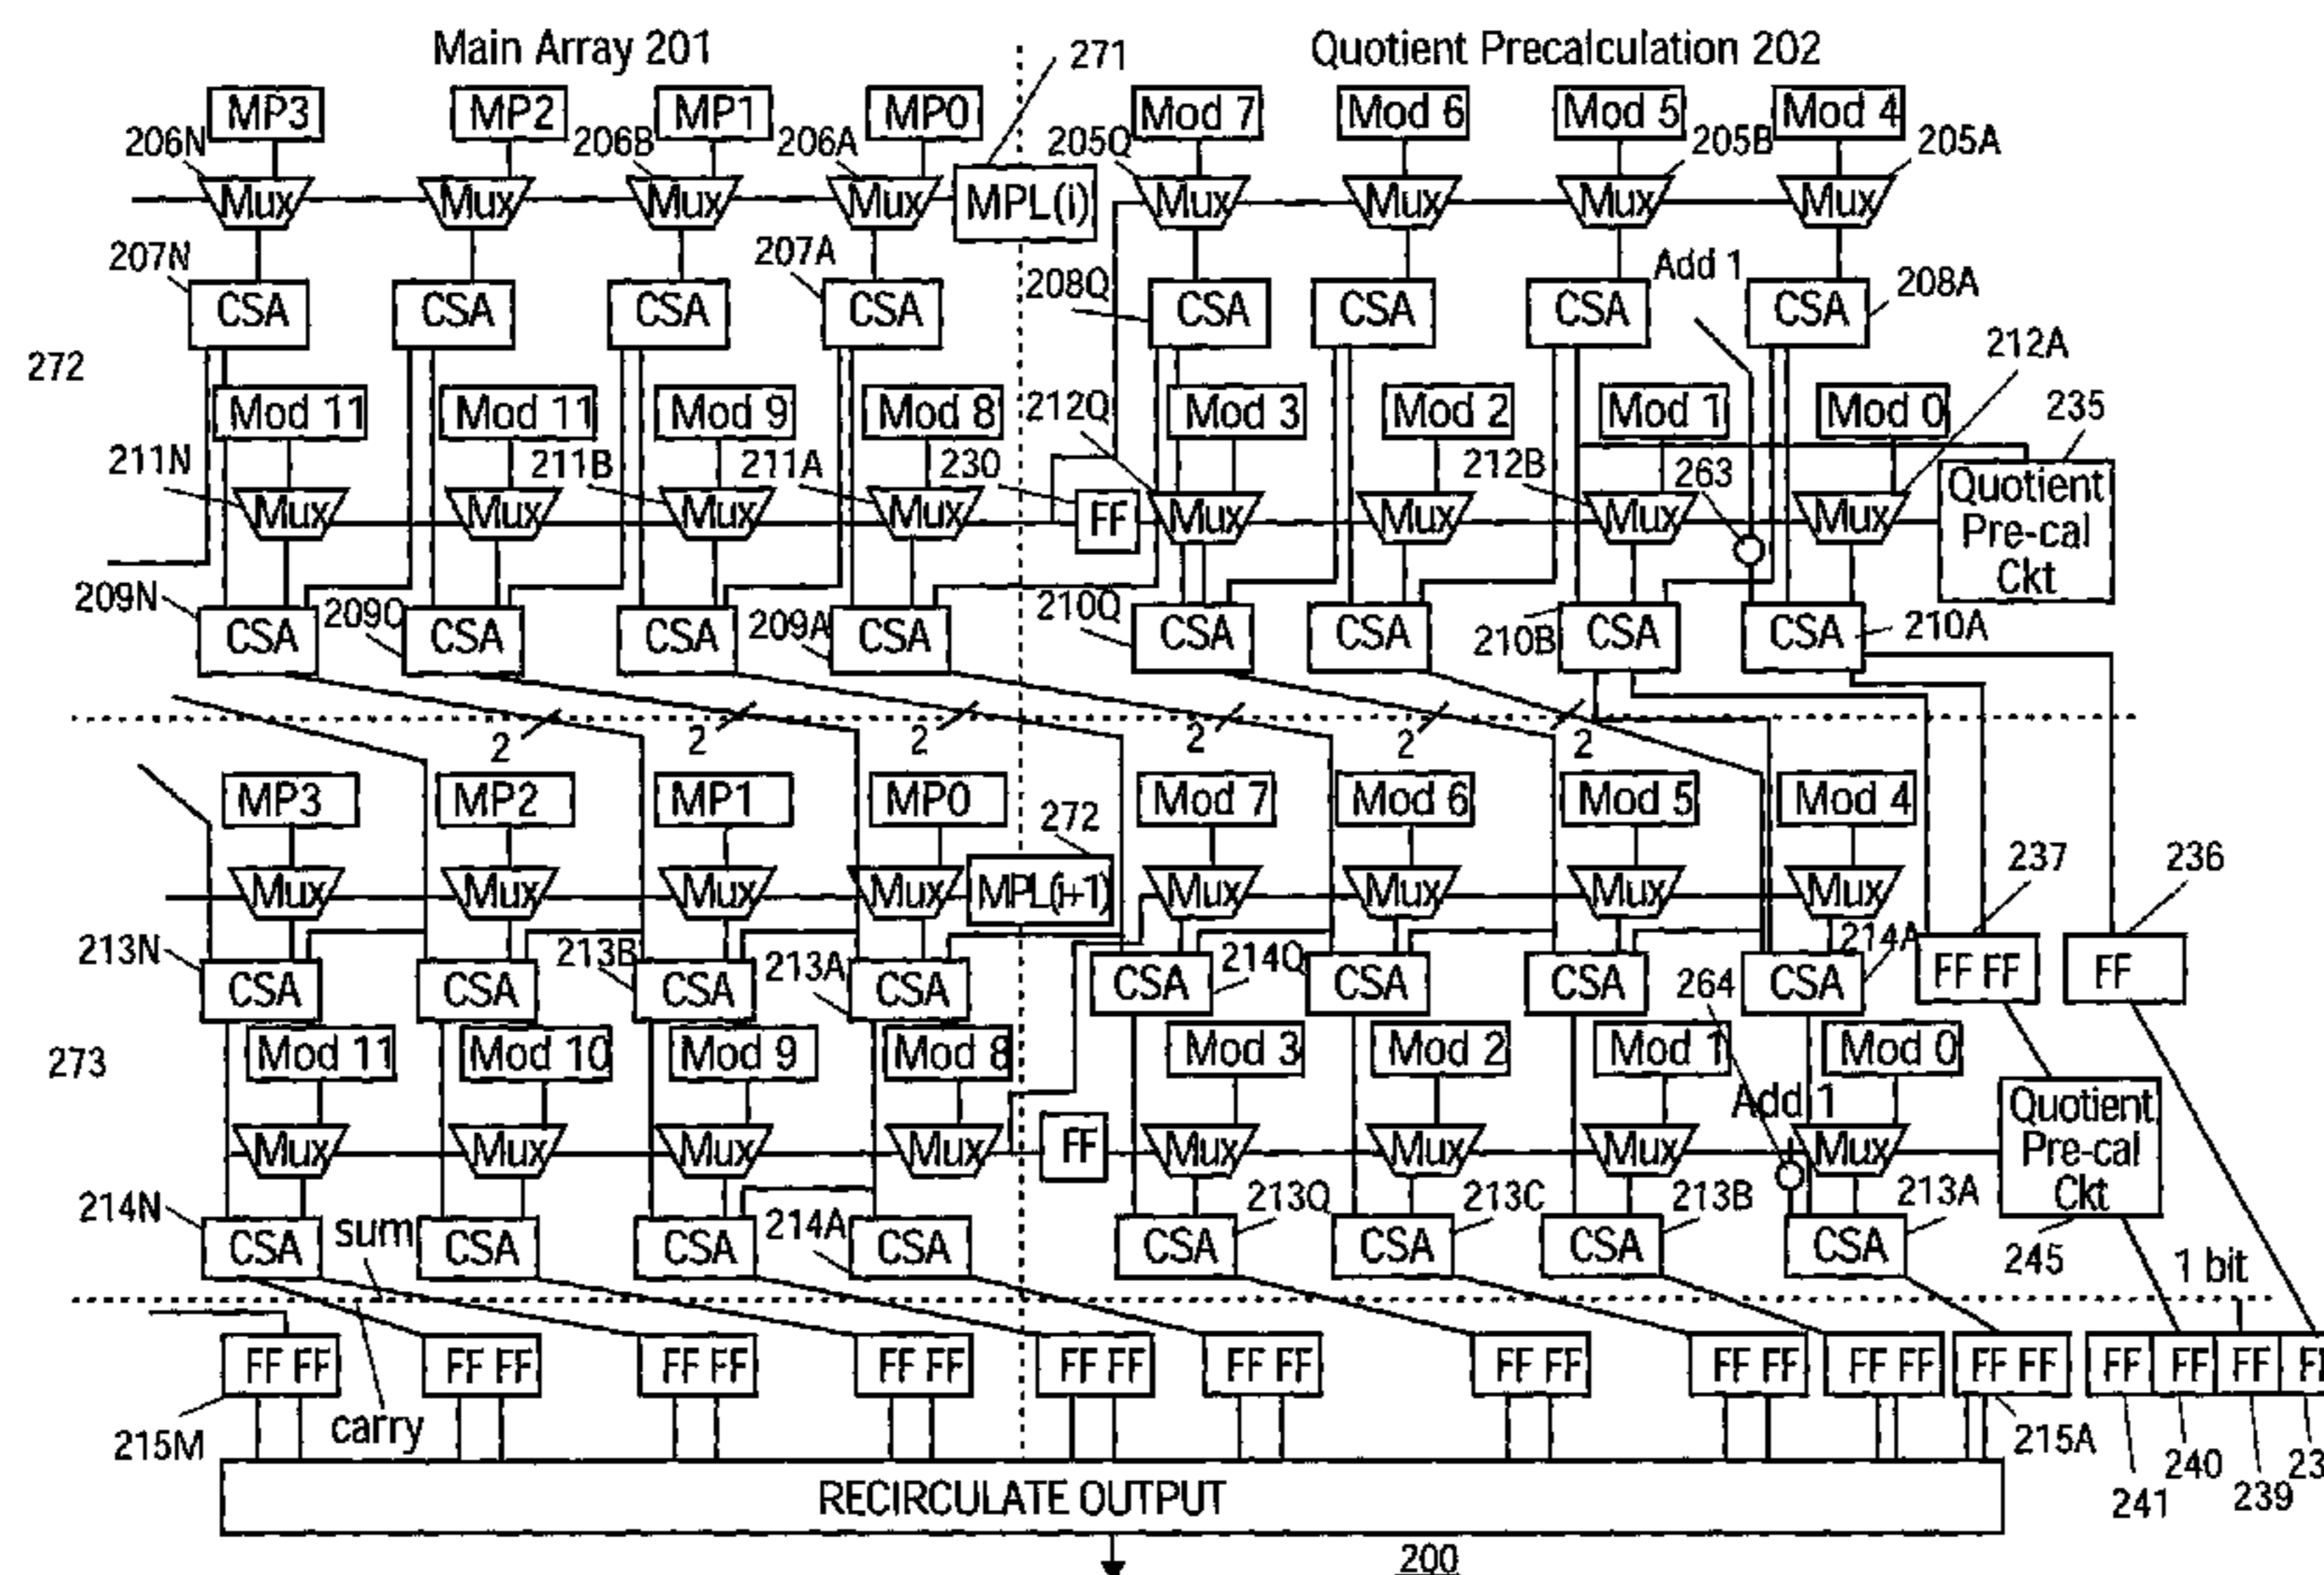 Main Array 201
271
Quotient Precalculation 202
MP3
MP2
MP1
MP0
Mod 7
Mod 6
Mod 5
Mod 4
206N
206B
206A
205Q
205B
205A
Mux
Mux
Mux
Mux
MPL(i)
Mux
Mux
Mux
Mux
207N
207A
208Q
Add 1
208A
CSA
CSA
CSA
CSA
CSA
CSA
CSA
CSA
272
212A
Mod 11
Mod 11
Mod 9
Mod 8
212Q
Mod 3
Mod 2
Mod 1
Mod 0
235
211N
211B
211A
230
212B
263
Mux
Mux
Mux
Mux
FF
Mux
Mux
Mux
Mux
Quotient
Pre-cal
Ckt
209N
209A
210Q
210B
210A
CSA
CSA
CSA
CSA
CSA
CSA
CSA
CSA
2
2
2
2
2
2
MP3
MP2
MP1
MP0
272
Mod 7
Mod 6
Mod 5
Mod 4
237
236
Mux
Mux
Mux
Mux
MPL(i+1)
Mux
Mux
Mux
Mux
213N
213B
213A
214Q
264
214A
CSA
CSA
CSA
CSA
CSA
CSA
CSA
CSA
FF FF
FF
273
Mod 11
Mod 10
Mod 9
Mod 8
Mod 3
Mod 2
Mod 1
Mod 0
Add 1
Mux
Mux
Mux
Mux
FF
Mux
Mux
Mux
Mux
Quotient
Pre-cal
Ckt
214N
sum
214A
213Q
213C
213B
213A
CSA
CSA
CSA
CSA
CSA
CSA
CSA
CSA
245
1 bit
FF FF
FF FF
FF FF
FF FF
FF FF
FF FF
FF FF
FF FF
FF FF
FF FF
FF
FF
FF
215M
carry
215A
241
240
239
RECIRCULATE OUTPUT
200